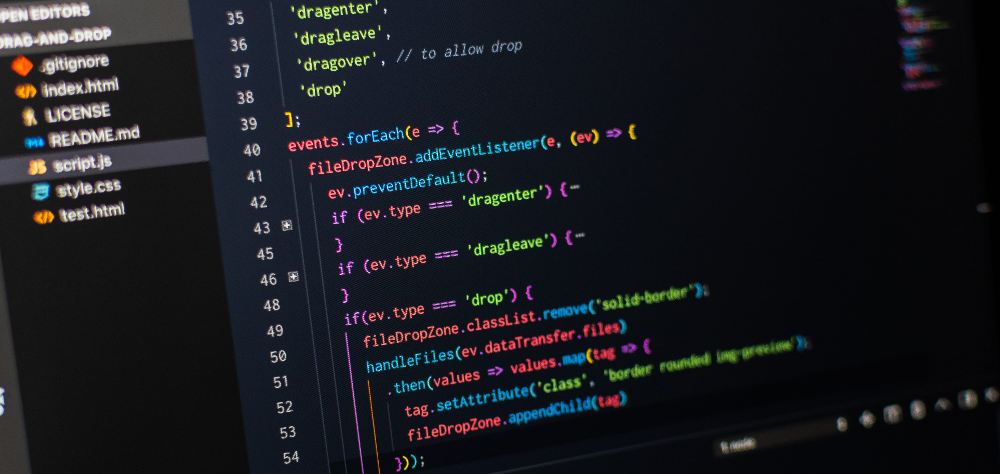 OPEN EDITORS
DRAG-AND-DROP
.gitignore
index.html
LICENSE
README.md
script.js
style.css
test.html
35 'dragenter',
36 'dragleave',
37 'dragover', // to allow drop
38 'drop'
39 ];
40 events.forEach(e => {
41 fileDropZone.addEventListener(e, (ev) => {
42 ev.preventDefault();
43 if (ev.type === 'dragenter') {…
45 }
46 if (ev.type === 'dragleave') {…
48 }
49 if(ev.type === 'drop') {
50 fileDropZone.classList.remove('solid-border');
51 handleFiles(ev.dataTransfer.files)
52 .then(values => values.map(tag => {
53 tag.setAttribute('class', 'border rounded img-preview');
54 fileDropZone.appendChild(tag)
}));
1: node